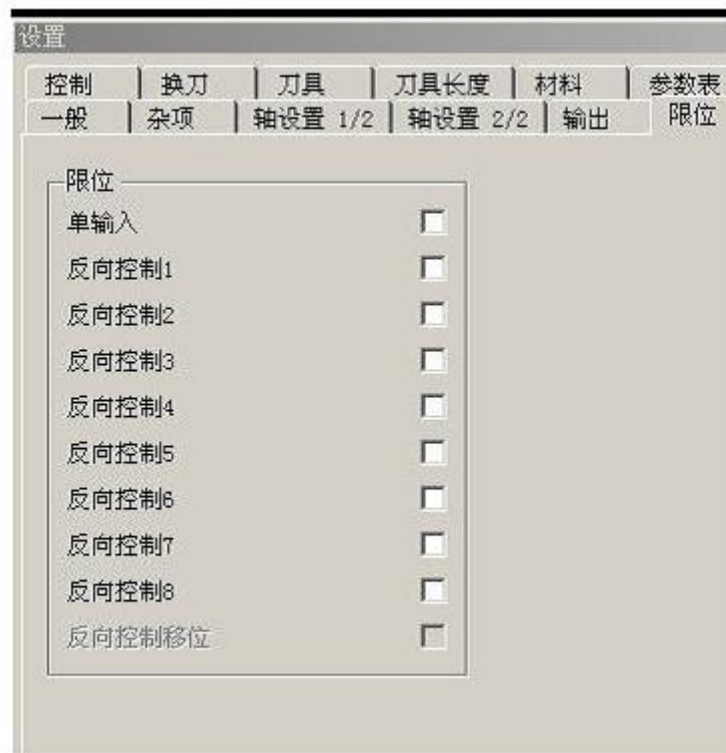 设置
控制 换刀 刀具 刀具长度 材料 参数表
一般 杂项 轴设置 1/2 轴设置 2/2 输出 限位
限位
单输入
反向控制1
反向控制2
反向控制3
反向控制4
反向控制5
反向控制6
反向控制7
反向控制8
反向控制移位